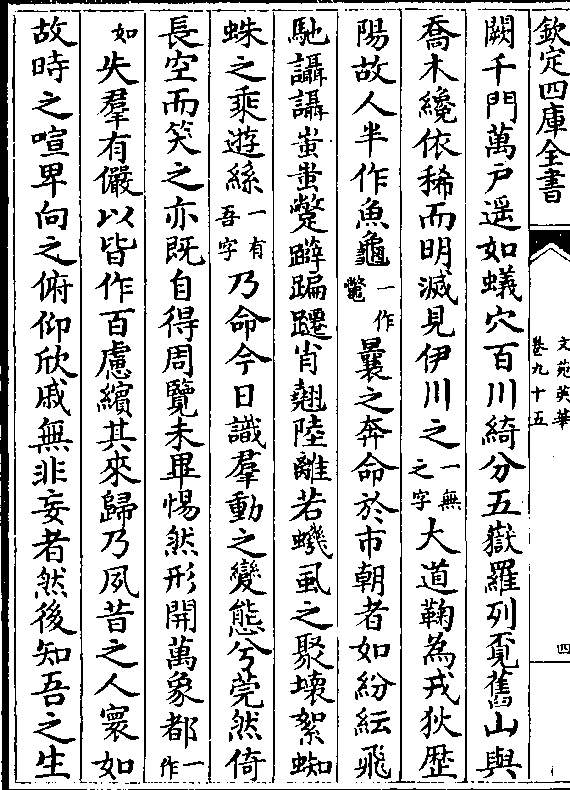 欽定四庫全書
文苑英華
卷九十五
四
闕千門萬戸遥如蟻穴百川綺分五嶽羅列覔舊山與
喬木纔依稀而明滅見伊川之一無之字大道鞠為戎狄歴
陽故人半作魚龜一作鼈曩之奔命於市朝者如紛紜飛
馳讘讘蚩蚩蹩躃蹁躚肖翹陸離若蟣虱之聚壊絮蜘
蛛之乘遊絲一有吾字乃命今日識羣動之變態兮莞然倚
長空而笑之亦既自得周覽未畢惕然形開萬象都一作
如失羣有儼以皆作百慮繽其來歸乃夙昔之人寰如
故時之喧卑向之俯仰欣戚無非妄者然後知吾之生